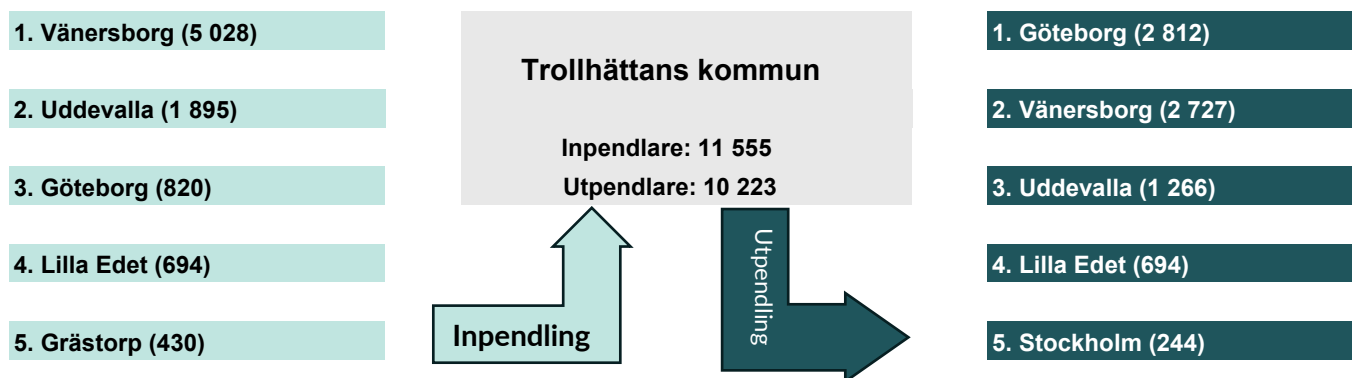 1. Vänersborg (5 028)
2. Uddevalla (1 895)
3. Göteborg (820)
4. Lilla Edet (694)
5. Grästorp (430)
Trollhättans kommun
Inpendlare: 11 555
Utpendlare: 10 223
Inpendling
Utpendling
1. Göteborg (2 812)
2. Vänersborg (2 727)
3. Uddevalla (1 266)
4. Lilla Edet (694)
5. Stockholm (244)